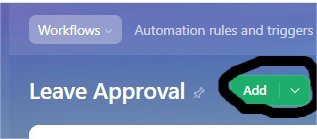 Workflows Automation rules and triggers
Leave Approval Add